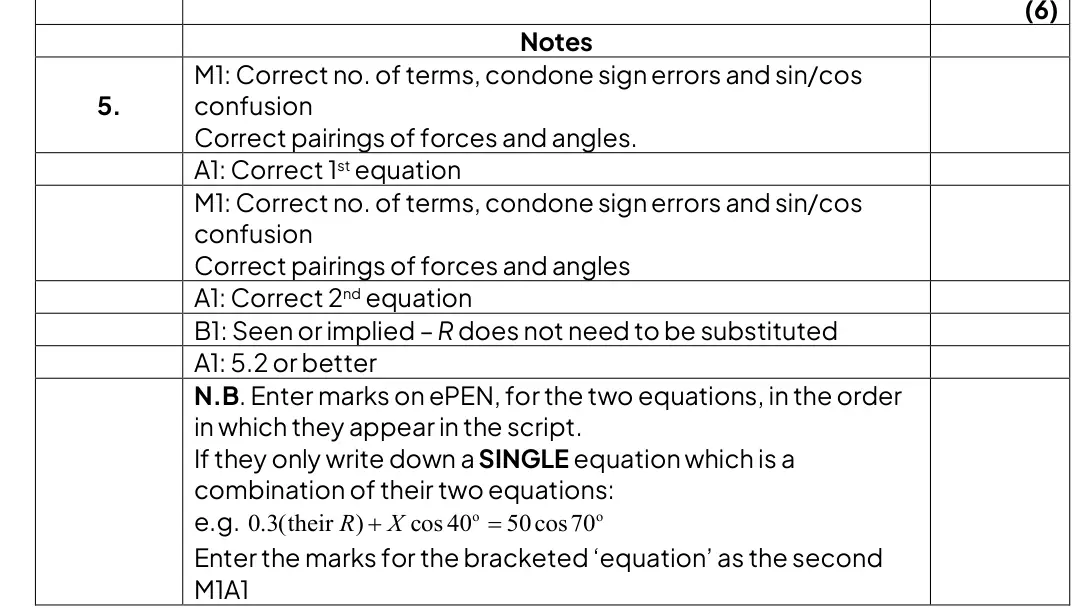 (6)
Notes
5.
M1: Correct no. of terms, condone sign errors and sin/cos
confusion
Correct pairings of forces and angles.
A1: Correct 1st equation
M1: Correct no. of terms, condone sign errors and sin/cos
confusion
Correct pairings of forces and angles
A1: Correct 2nd equation
B1: Seen or implied – R does not need to be substituted
A1: 5.2 or better
N.B. Enter marks on ePEN, for the two equations, in the order
in which they appear in the script.
If they only write down a SINGLE equation which is a
combination of their two equations:
e.g. 0.3(their R) + X cos 40° = 50 cos 70°
Enter the marks for the bracketed ‘equation’ as the second
M1A1